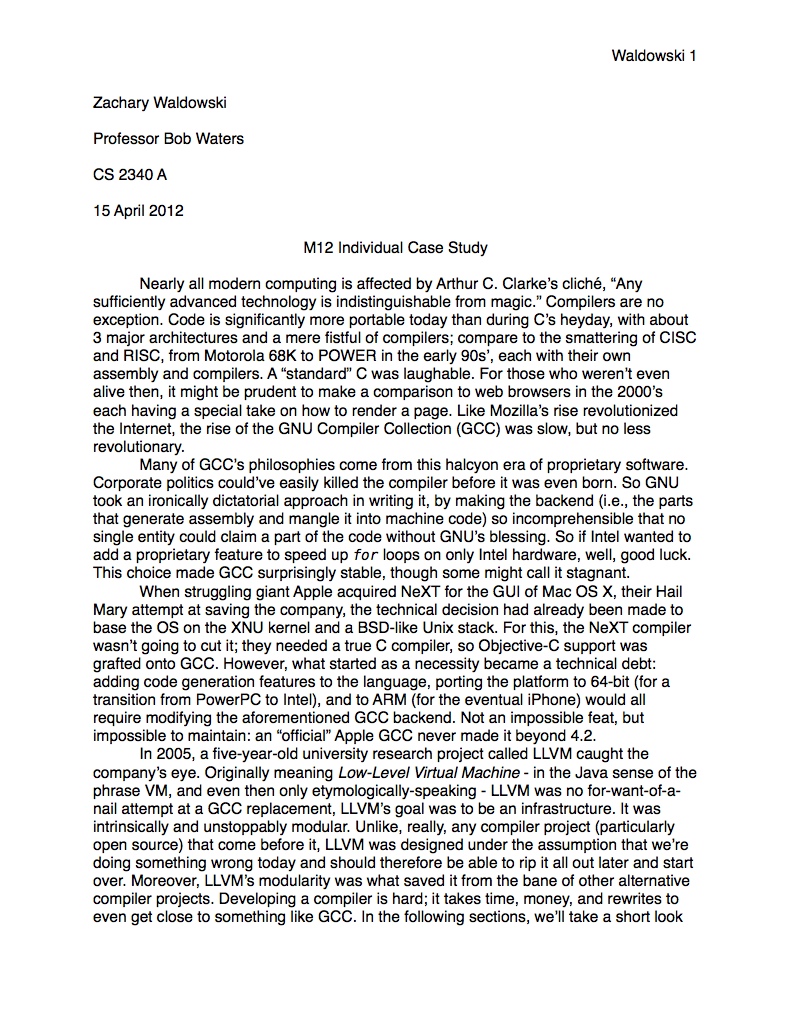 Waldowski 1
Zachary Waldowski
Professor Bob Waters
CS 2340 A
15 April 2012
M12 Individual Case Study
Nearly all modern computing is affected by Arthur C. Clarke’s cliché, “Any
sufficiently advanced technology is indistinguishable from magic.” Compilers are no
exception. Code is significantly more portable today than during C’s heyday, with about
3 major architectures and a mere fistful of compilers; compare to the smattering of CISC
and RISC, from Motorola 68K to POWER in the early 90s’, each with their own
assembly and compilers. A “standard” C was laughable. For those who weren’t even
alive then, it might be prudent to make a comparison to web browsers in the 2000’s
each having a special take on how to render a page. Like Mozilla’s rise revolutionized
the Internet, the rise of the GNU Compiler Collection (GCC) was slow, but no less
revolutionary.
Many of GCC’s philosophies come from this halcyon era of proprietary software.
Corporate politics could’ve easily killed the compiler before it was even born. So GNU
took an ironically dictatorial approach in writing it, by making the backend (i.e., the parts
that generate assembly and mangle it into machine code) so incomprehensible that no
single entity could claim a part of the code without GNU’s blessing. So if Intel wanted to
add a proprietary feature to speed up for loops on only Intel hardware, well, good luck.
This choice made GCC surprisingly stable, though some might call it stagnant.
When struggling giant Apple acquired NeXT for the GUI of Mac OS X, their Hail
Mary attempt at saving the company, the technical decision had already been made to
base the OS on the XNU kernel and a BSD-like Unix stack. For this, the NeXT compiler
wasn’t going to cut it; they needed a true C compiler, so Objective-C support was
grafted onto GCC. However, what started as a necessity became a technical debt:
adding code generation features to the language, porting the platform to 64-bit (for a
transition from PowerPC to Intel), and to ARM (for the eventual iPhone) would all
require modifying the aforementioned GCC backend. Not an impossible feat, but
impossible to maintain: an “official” Apple GCC never made it beyond 4.2.
In 2005, a five-year-old university research project called LLVM caught the
company’s eye. Originally meaning Low-Level Virtual Machine - in the Java sense of the
phrase VM, and even then only etymologically-speaking - LLVM was no for-want-of-a-
nail attempt at a GCC replacement, LLVM’s goal was to be an infrastructure. It was
intrinsically and unstoppably modular. Unlike, really, any compiler project (particularly
open source) that come before it, LLVM was designed under the assumption that we’re
doing something wrong today and should therefore be able to rip it all out later and start
over. Moreover, LLVM’s modularity was what saved it from the bane of other alternative
compiler projects. Developing a compiler is hard; it takes time, money, and rewrites to
even get close to something like GCC. In the following sections, we’ll take a short look